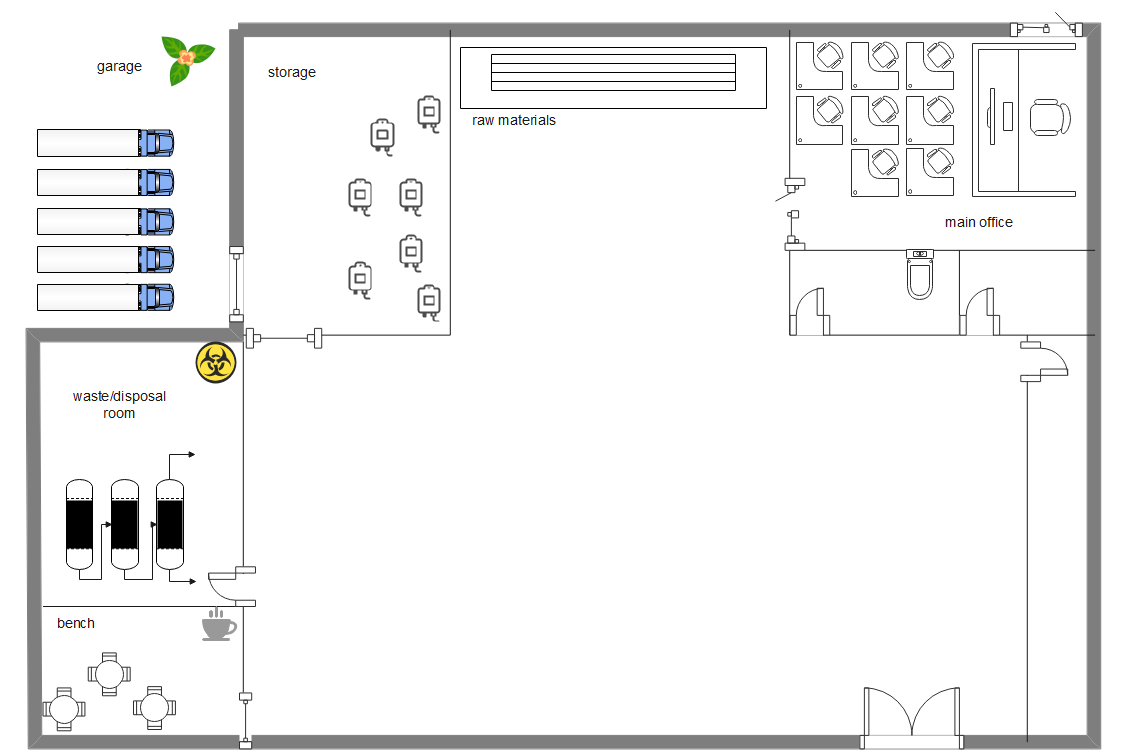 garage
storage
raw materials
main office
waste/disposal
room
bench